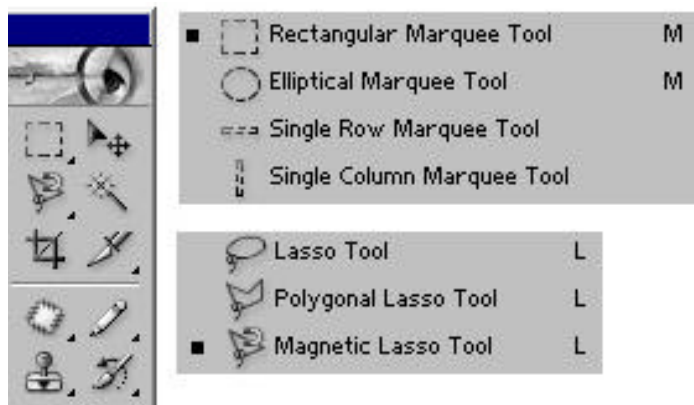 Rectangular Marquee Tool M
Elliptical Marquee Tool M
Single Row Marquee Tool
Single Column Marquee Tool
Lasso Tool L
Polygonal Lasso Tool L
Magnetic Lasso Tool L